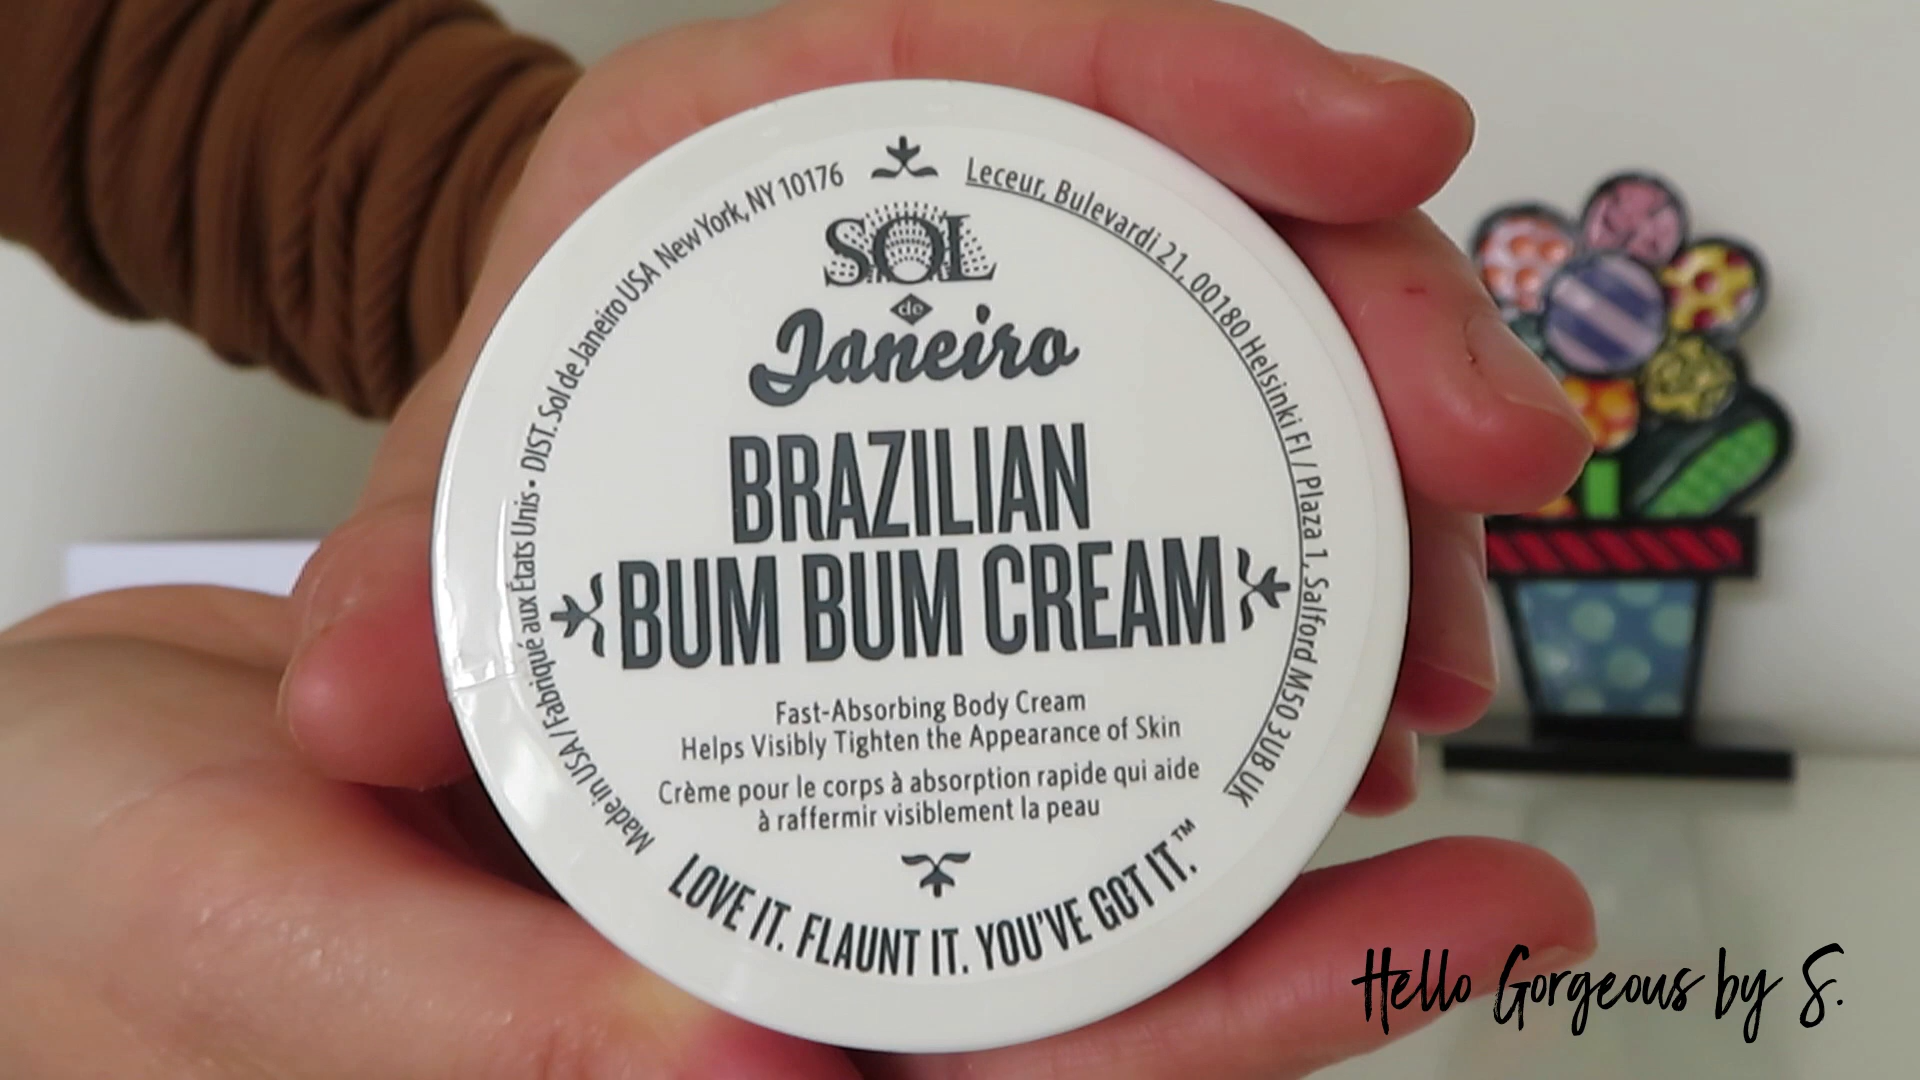 SOL
de
Janeiro
BRAZILIAN
BUM BUM CREAM
Fast-Absorbing Body Cream
Helps Visibly Tighten the Appearance of Skin
Crème pour le corps à absorption rapide qui aide
à raffermir visiblement la peau
LOVE IT. FLAUNT IT. YOU'VE GOT IT.™
Made in USA / Fabriqué aux États Unis • DIST. Sol de Janeiro USA New York, NY 10176
Leceur, Bulevardi 21, 00180 Helsinki FI / Plaza 1, Salford M50 3UB UK
Hello Gorgeous by S.